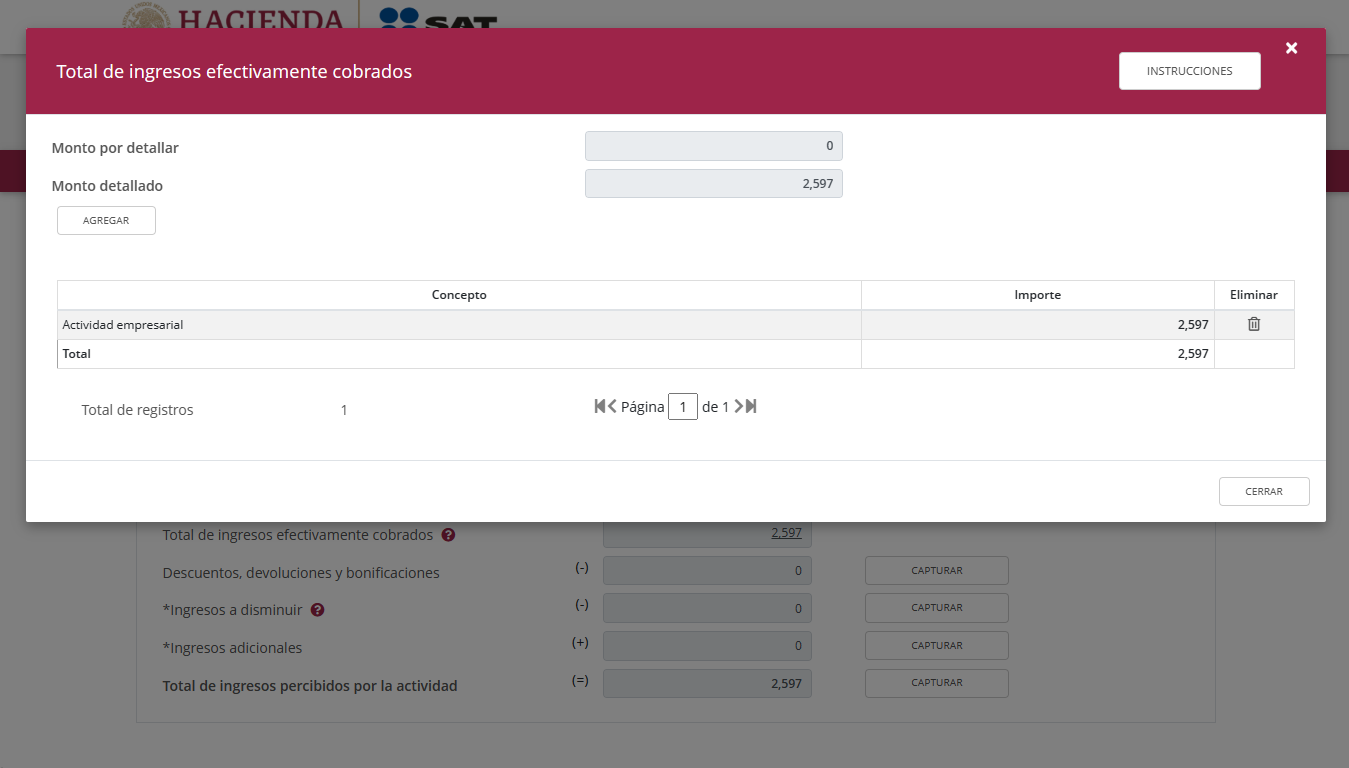 HACIENDA SAT
Total de ingresos efectivamente cobrados
INSTRUCCIONES
Monto por detallar 0
Monto detallado 2,597
AGREGAR
Concepto Importe Eliminar
Actividad empresarial 2,597
Total 2,597
Total de registros 1 Página 1 de 1
CERRAR
Total de ingresos efectivamente cobrados ? 2,597
Descuentos, devoluciones y bonificaciones (-) 0 CAPTURAR
*Ingresos a disminuir ? (-) 0 CAPTURAR
*Ingresos adicionales (+) 0 CAPTURAR
Total de ingresos percibidos por la actividad (=) 2,597 CAPTURAR